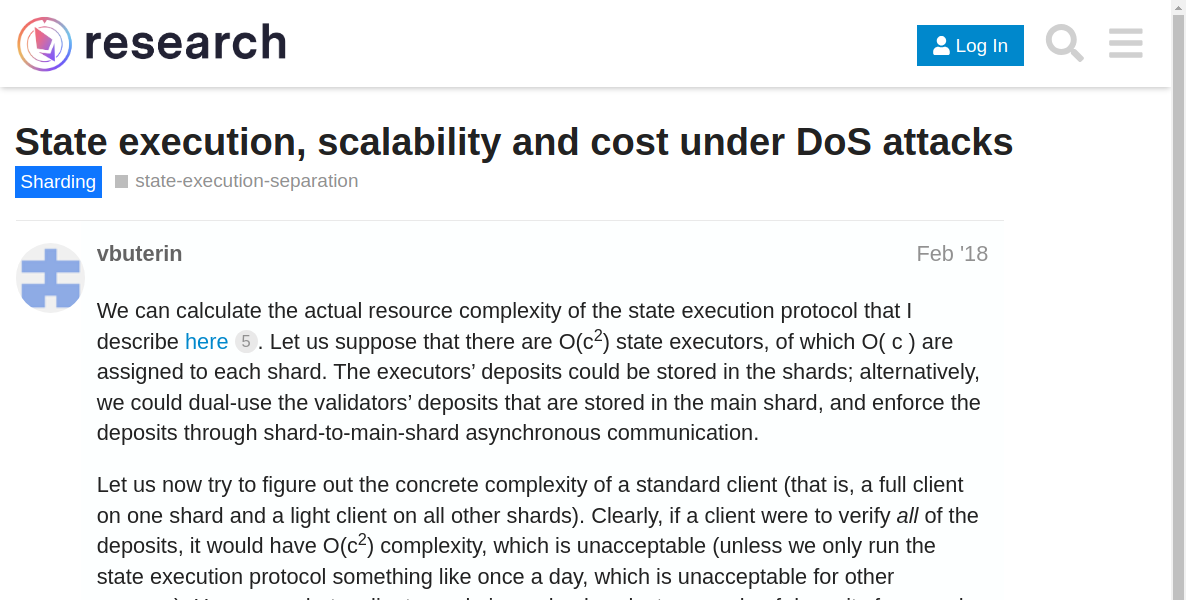 research
Log In
State execution, scalability and cost under DoS attacks
Sharding
state-execution-separation
vbuterin
Feb '18
We can calculate the actual resource complexity of the state execution protocol that I
describe here 5. Let us suppose that there are O(c²) state executors, of which O( c ) are
assigned to each shard. The executors’ deposits could be stored in the shards; alternatively,
we could dual-use the validators’ deposits that are stored in the main shard, and enforce the
deposits through shard-to-main-shard asynchronous communication.
Let us now try to figure out the concrete complexity of a standard client (that is, a full client
on one shard and a light client on all other shards). Clearly, if a client were to verify all of the
deposits, it would have O(c²) complexity, which is unacceptable (unless we only run the
state execution protocol something like once a day, which is unacceptable for other